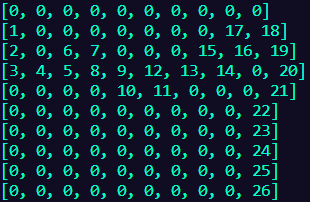 [0, 0, 0, 0, 0, 0, 0, 0, 0, 0]
[1, 0, 0, 0, 0, 0, 0, 0, 17, 18]
[2, 0, 6, 7, 0, 0, 0, 15, 16, 19]
[3, 4, 5, 8, 9, 12, 13, 14, 0, 20]
[0, 0, 0, 0, 10, 11, 0, 0, 0, 21]
[0, 0, 0, 0, 0, 0, 0, 0, 0, 22]
[0, 0, 0, 0, 0, 0, 0, 0, 0, 23]
[0, 0, 0, 0, 0, 0, 0, 0, 0, 24]
[0, 0, 0, 0, 0, 0, 0, 0, 0, 25]
[0, 0, 0, 0, 0, 0, 0, 0, 0, 26]